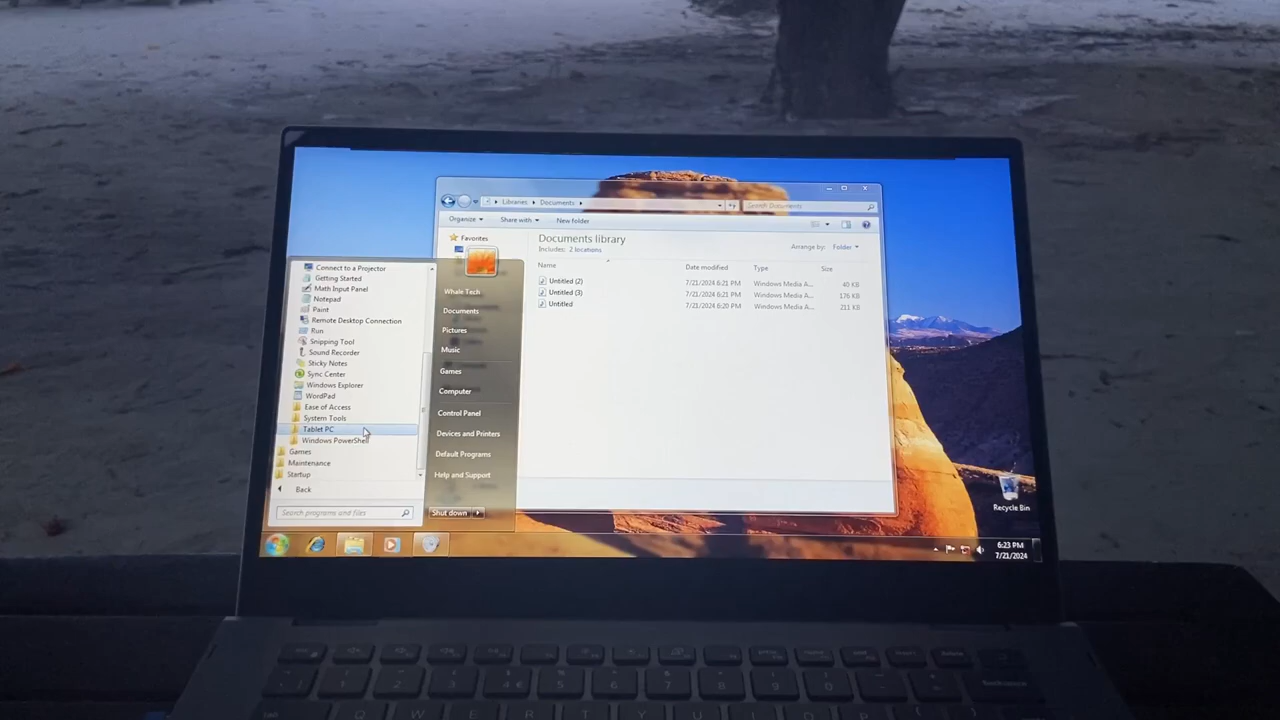 Libraries
Documents
Search Documents
Organize
Share with
New folder
Favorites
Documents library
Includes: 2 locations
Arrange by:
Folder
Name
Date modified
Type
Size
Untitled (2)
7/21/2024 6:21 PM
Windows Media A...
40 KB
Untitled (3)
7/21/2024 6:21 PM
Windows Media A...
176 KB
Untitled
7/21/2024 6:20 PM
Windows Media A...
211 KB
Connect to a Projector
Getting Started
Math Input Panel
Notepad
Paint
Remote Desktop Connection
Run
Snipping Tool
Sound Recorder
Sticky Notes
Sync Center
Windows Explorer
WordPad
Ease of Access
System Tools
Tablet PC
Windows PowerShell
Games
Maintenance
Startup
Back
Search programs and files
Whale Tech
Documents
Pictures
Music
Games
Computer
Control Panel
Devices and Printers
Default Programs
Help and Support
Shut down
Recycle Bin
6:23 PM
7/21/2024